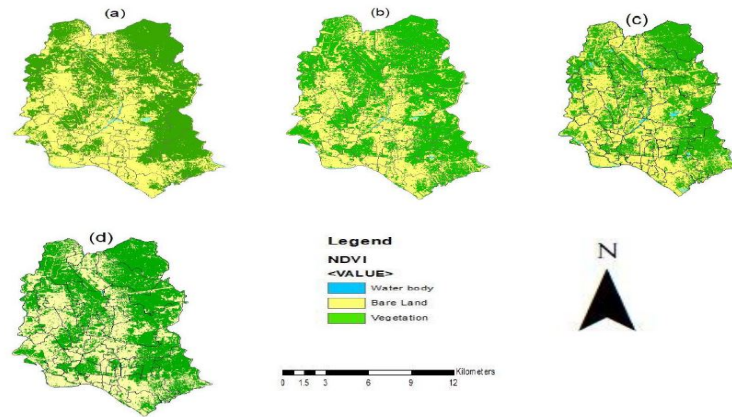 (a)
(b)
(c)
(d)
Legend
NDVI
<VALUE>
Water body
Bare Land
Vegetation
N
Kilometers
0 1.5 3 6 9 12